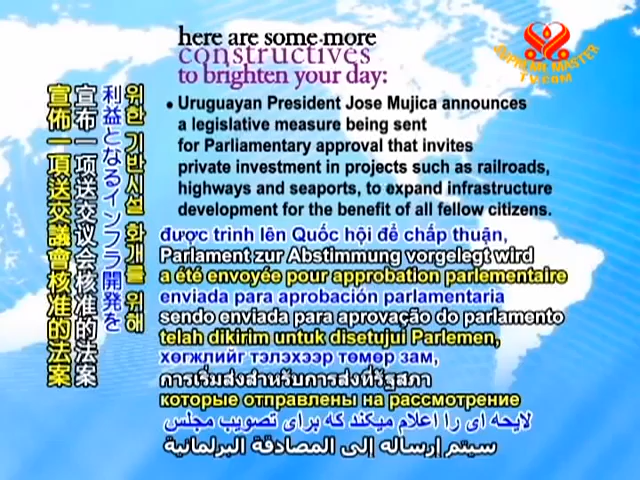 here are some more
constructives
to brighten your day:
SUPREME MASTER
TV.COM
• Uruguayan President Jose Mujica announces
a legislative measure being sent
for Parliamentary approval that invites
private investment in projects such as railroads,
highways and seaports, to expand infrastructure
development for the benefit of all fellow citizens.
宣佈一項送交議會核准的法案
宣布一项送交议会核准的法案
利益となるインフラ開発を
위한 기반시설 확개를 위해
được trình lên Quốc hội để chấp thuận,
Parlament zur Abstimmung vorgelegt wird
a été envoyée pour approbation parlementaire
enviada para aprobación parlamentaria
sendo enviada para aprovação do parlamento
telah dikirim untuk disetujui Parlemen,
хөгжлийг тэлэхээр төмөр зам,
การเริ่มส่งสำหรับการส่งที่รัฐสภา
которые отправлены на рассмотрение
لایحه ای را اعلام میکند که برای تصویب مجلس
سيتم إرساله إلى المصادقة البرلمانية